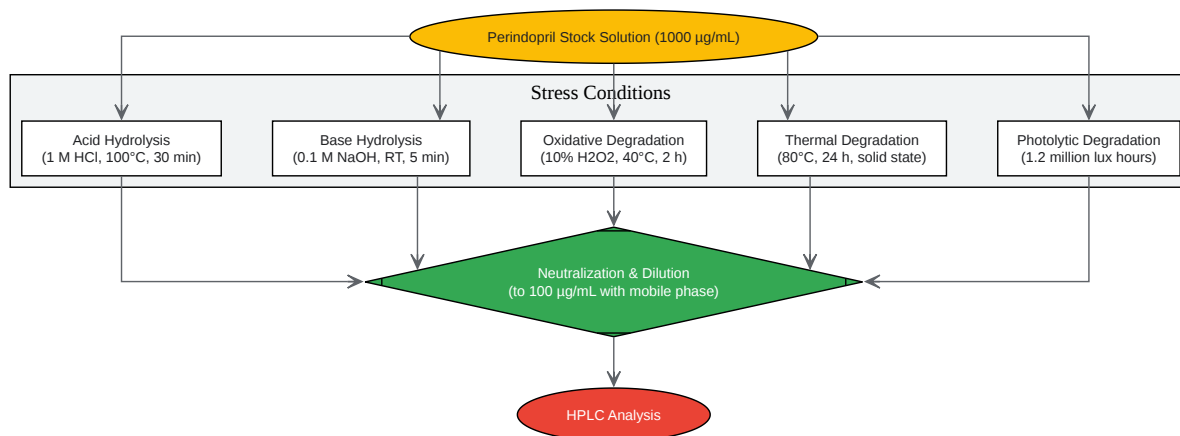 Perindopril Stock Solution (1000 µg/mL)
Stress Conditions
Acid Hydrolysis
(1 M HCl, 100°C, 30 min)
Base Hydrolysis
(0.1 M NaOH, RT, 5 min)
Oxidative Degradation
(10% H2O2, 40°C, 2 h)
Thermal Degradation
(80°C, 24 h, solid state)
Photolytic Degradation
(1.2 million lux hours)
Neutralization & Dilution
(to 100 µg/mL with mobile phase)
HPLC Analysis